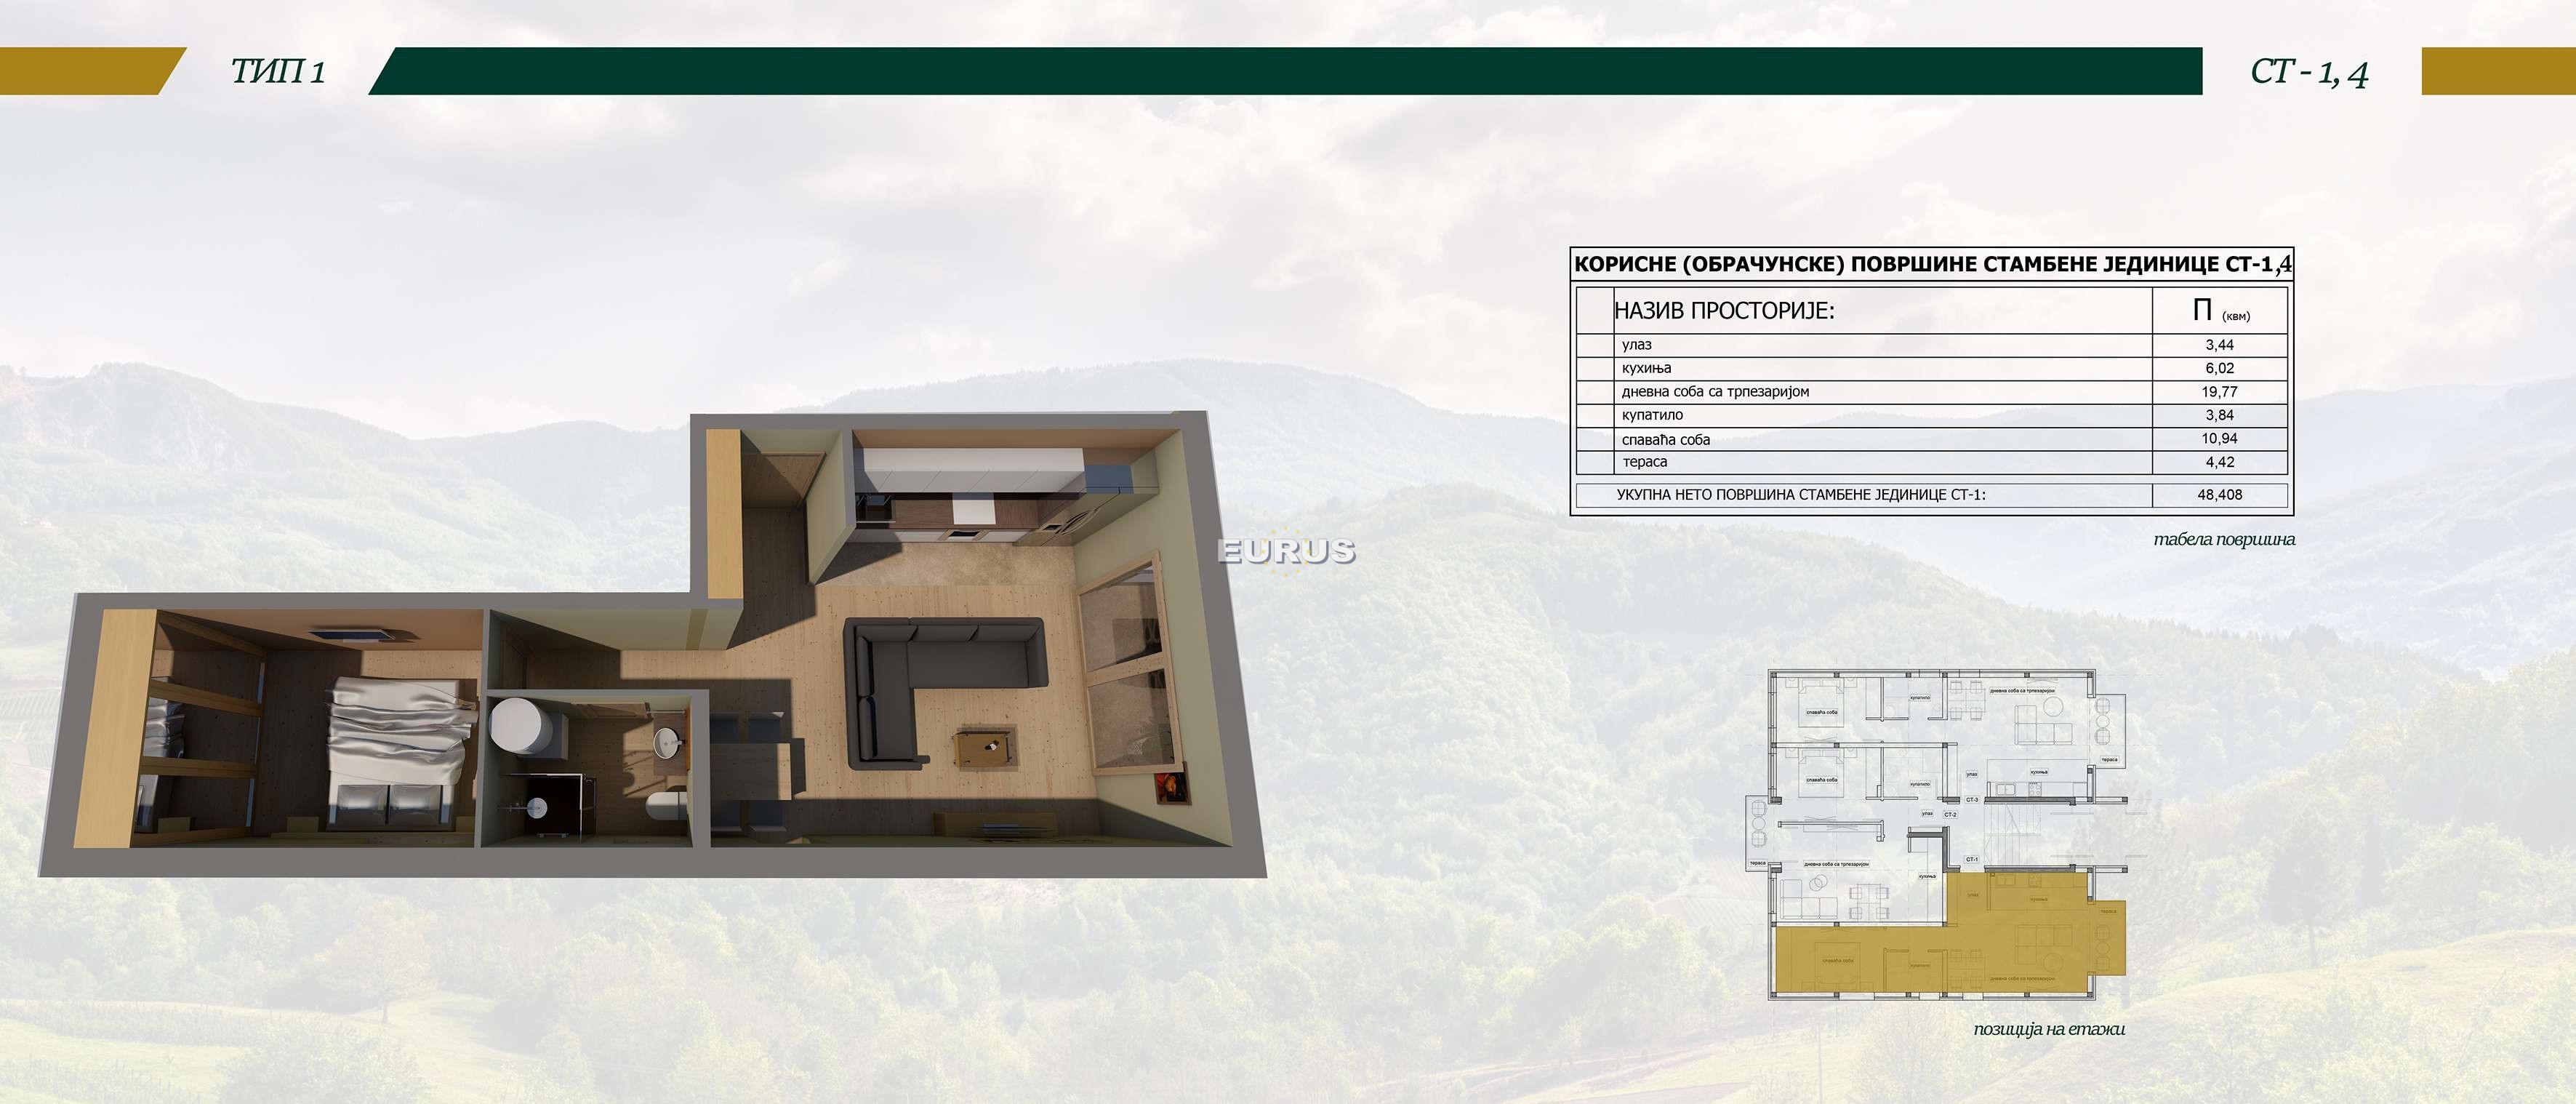 ТИП 1
СТ - 1, 4
КОРИСНЕ (ОБРАЧУНСКЕ) ПОВРШИНЕ СТАМБЕНЕ ЈЕДИНИЦЕ СТ-1,4
НАЗИВ ПРОСТОРИЈЕ: П (квм)
улаз 3,44
кухиња 6,02
дневна соба са трпезаријом 19,77
купатило 3,84
спаваћа соба 10,94
тераса 4,42
УКУПНА НЕТО ПОВРШИНА СТАМБЕНЕ ЈЕДИНИЦЕ СТ-1: 48,408
табела површина
EURUS
дневна соба са трпезаријом
купатило
спаваћа соба
тераса
улаз
кухиња
спаваћа соба
купатило
СТ-3
улаз
СТ-2
тераса
дневна соба са трпезаријом
СТ-1
кухиња
улаз
кухиња
тераса
спаваћа соба
купатило
дневна соба са трпезаријом
позиција на етажи